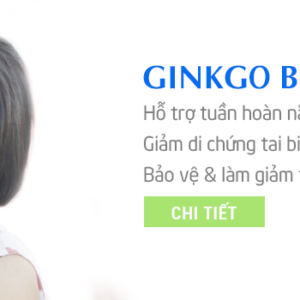 GINKGO B
Hỗ trợ tuần hoàn nã
Giảm di chứng tai bi
Bảo vệ & làm giảm
CHI TIẾT